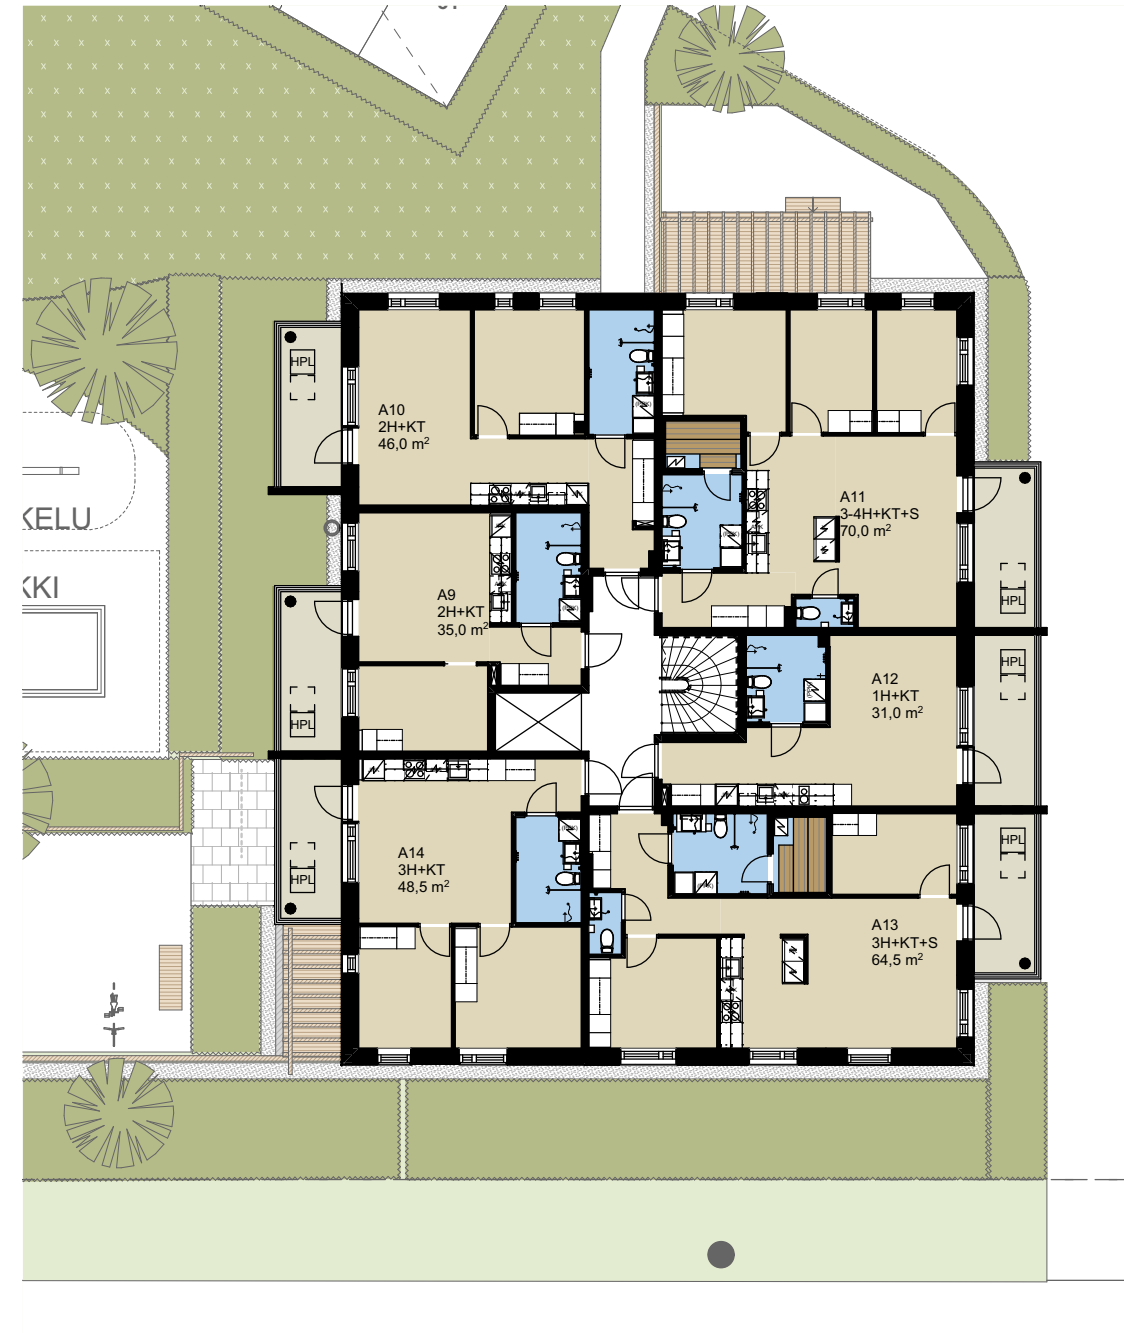 HPL
A10
2H+KT
46,0 m²
A11
3-4H+KT+S
70,0 m²
KELU
KKI
A9
2H+KT
35,0 m²
HPL
HPL
HPL
A12
1H+KT
31,0 m²
A14
3H+KT
48,5 m²
HPL
HPL
A13
3H+KT+S
64,5 m²